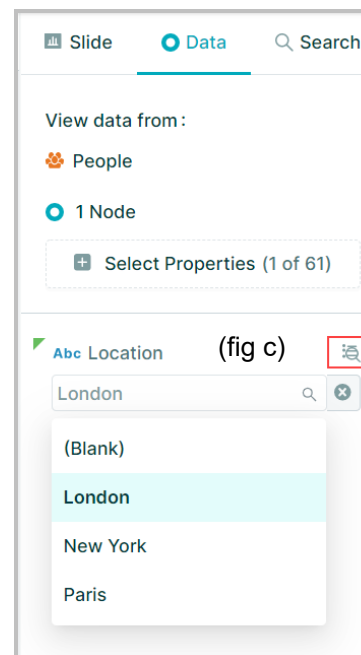 Slide Data Search
View data from :
People
1 Node
Select Properties (1 of 61)
Abc Location (fig c)
London
(Blank)
London
New York
Paris